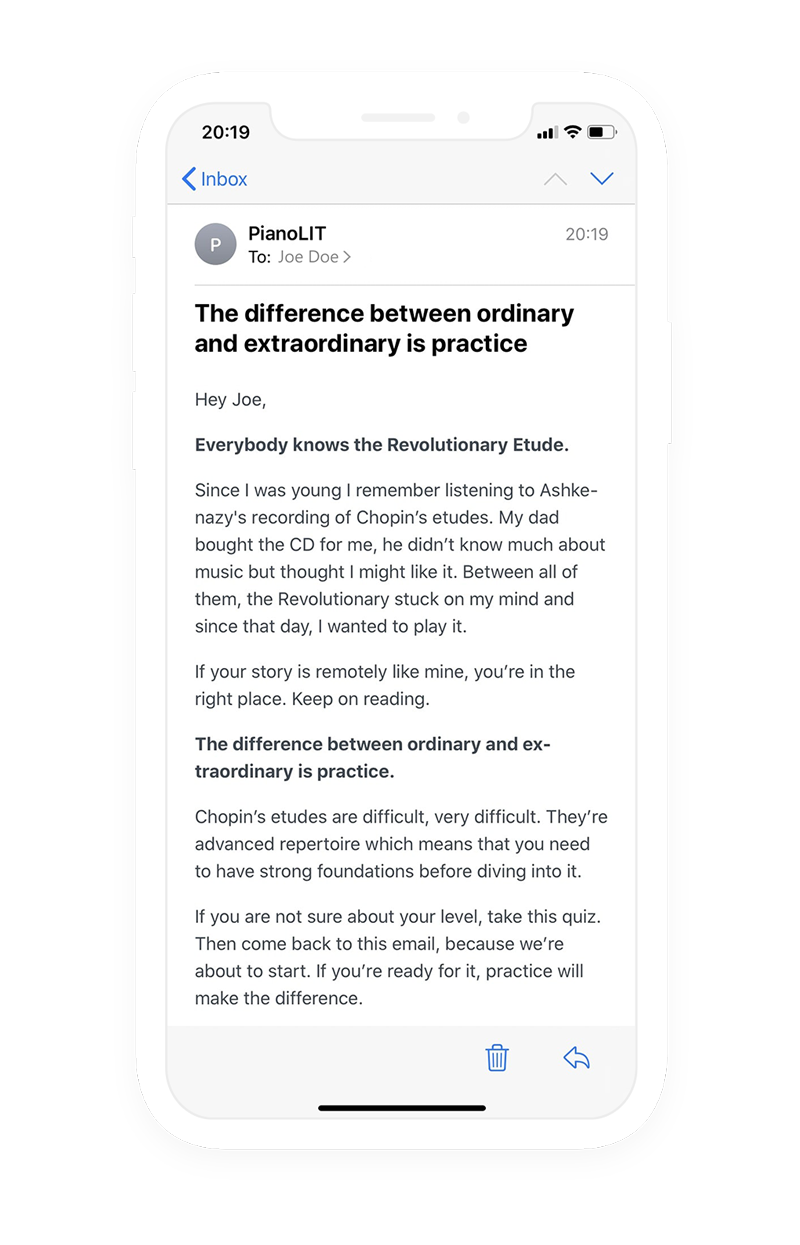 20:19
Inbox
P
PianoLIT
20:19
To: Joe Doe
The difference between ordinary
and extraordinary is practice
Hey Joe,
Everybody knows the Revolutionary Etude.
Since I was young I remember listening to Ashke-
nazy's recording of Chopin’s etudes. My dad
bought the CD for me, he didn’t know much about
music but thought I might like it. Between all of
them, the Revolutionary stuck on my mind and
since that day, I wanted to play it.
If your story is remotely like mine, you’re in the
right place. Keep on reading.
The difference between ordinary and ex-
traordinary is practice.
Chopin’s etudes are difficult, very difficult. They’re
advanced repertoire which means that you need
to have strong foundations before diving into it.
If you are not sure about your level, take this quiz.
Then come back to this email, because we’re
about to start. If you’re ready for it, practice will
make the difference.